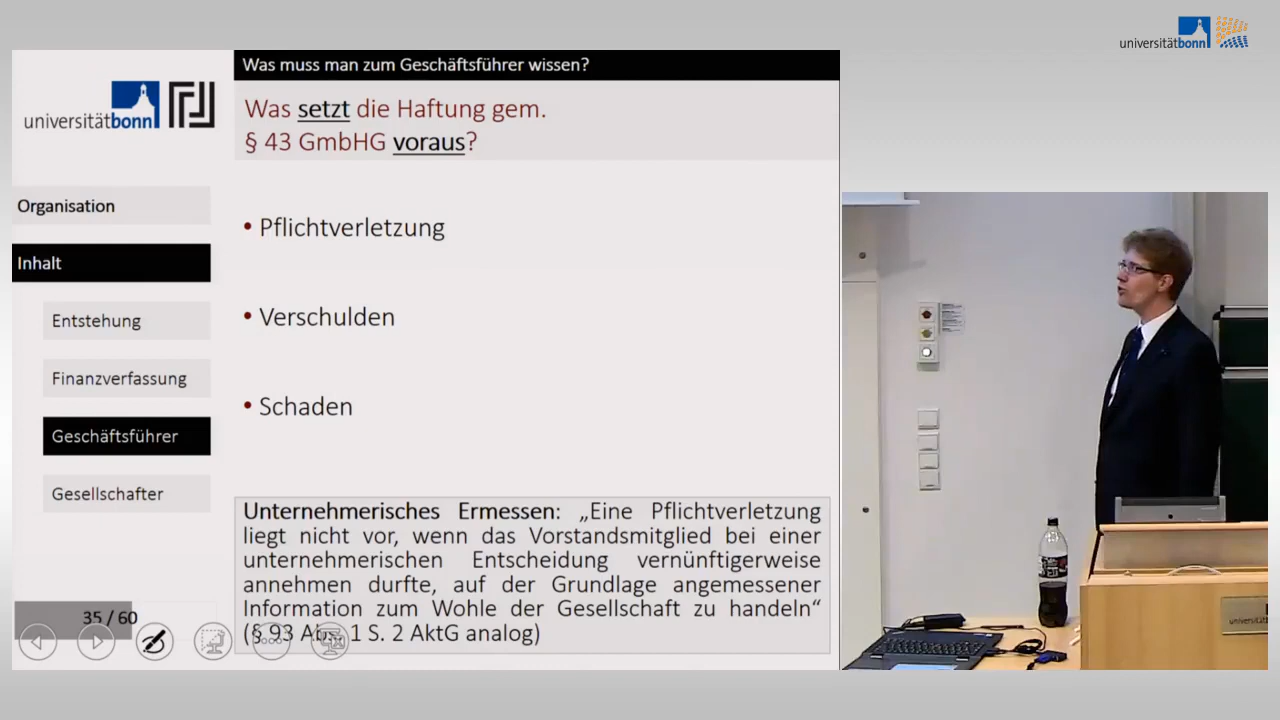 universitätbonn
Was muss man zum Geschäftsführer wissen?
universitätbonn
Was setzt die Haftung gem.
§ 43 GmbHG voraus?
Organisation
Inhalt
Entstehung
Finanzverfassung
Geschäftsführer
Gesellschafter
• Pflichtverletzung
• Verschulden
• Schaden
Unternehmerisches Ermessen: „Eine Pflichtverletzung
liegt nicht vor, wenn das Vorstandsmitglied bei einer
unternehmerischen Entscheidung vernünftigerweise
annehmen durfte, auf der Grundlage angemessener
Information zum Wohle der Gesellschaft zu handeln“
(§ 93 Abs. 1 S. 2 AktG analog)
35 / 60